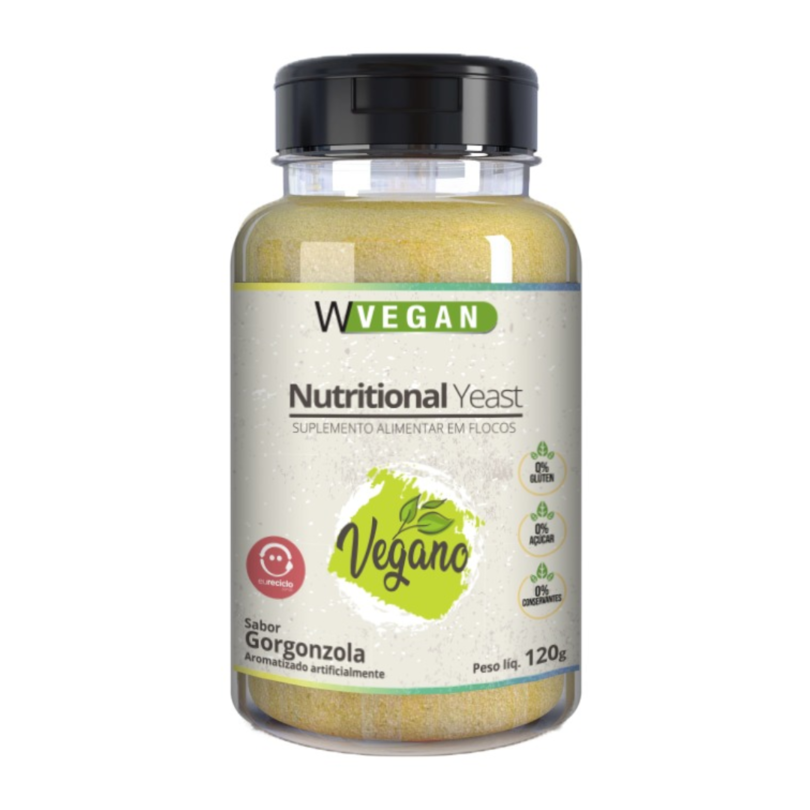 WVEGAN
Nutritional Yeast
SUPLEMENTO ALIMENTAR EM FLOCOS
0%
GLÚTEN
0%
AÇÚCAR
0%
CONSERVANTES
Vegano
eureciclo
Sabor
Gorgonzola
Aromatizado artificialmente
Peso líq. 120g